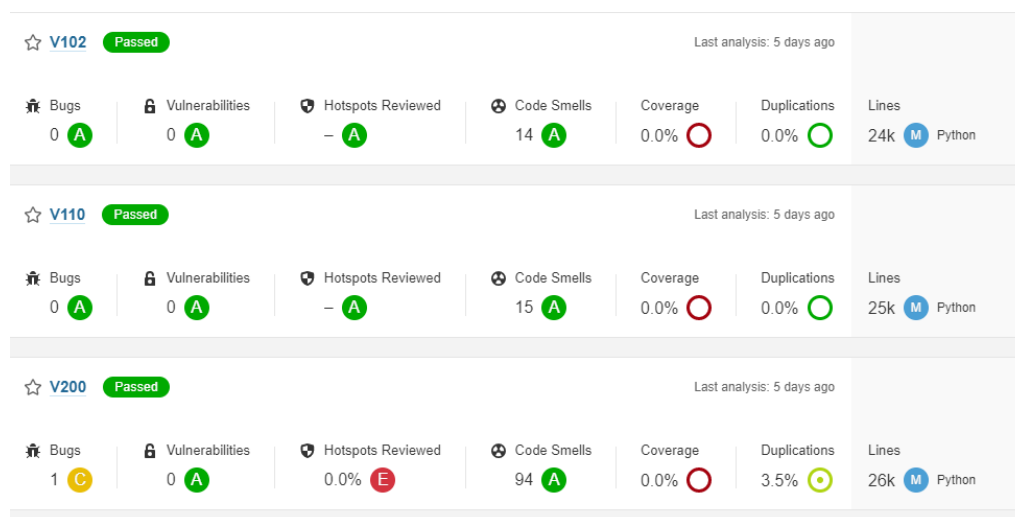 V102 Passed Last analysis: 5 days ago
Bugs Vulnerabilities Hotspots Reviewed Code Smells Coverage Duplications Lines
0 A 0 A – A 14 A 0.0% 0.0% 24k M Python
V110 Passed Last analysis: 5 days ago
Bugs Vulnerabilities Hotspots Reviewed Code Smells Coverage Duplications Lines
0 A 0 A – A 15 A 0.0% 0.0% 25k M Python
V200 Passed Last analysis: 5 days ago
Bugs Vulnerabilities Hotspots Reviewed Code Smells Coverage Duplications Lines
1 C 0 A 0.0% E 94 A 0.0% 3.5% 26k M Python